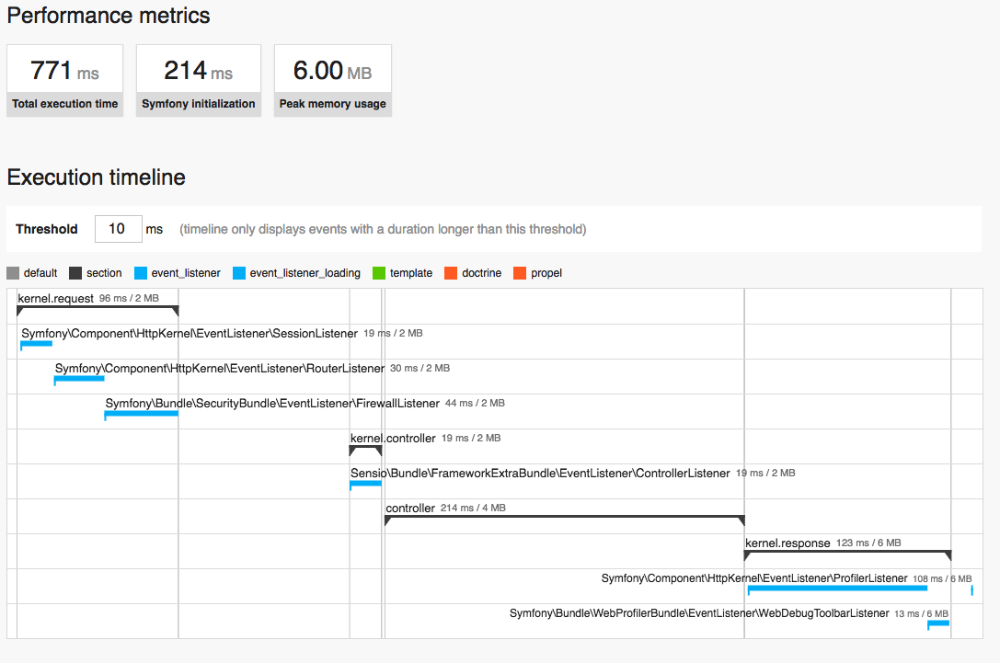 Performance metrics
771 ms
Total execution time
214 ms
Symfony initialization
6.00 MB
Peak memory usage
Execution timeline
Threshold 10 ms (timeline only displays events with a duration longer than this threshold)
default section event_listener event_listener_loading template doctrine propel
kernel.request 96 ms / 2 MB
Symfony\Component\HttpKernel\EventListener\SessionListener 19 ms / 2 MB
Symfony\Component\HttpKernel\EventListener\RouterListener 30 ms / 2 MB
Symfony\Bundle\SecurityBundle\EventListener\FirewallListener 44 ms / 2 MB
kernel.controller 19 ms / 2 MB
Sensio\Bundle\FrameworkExtraBundle\EventListener\ControllerListener 19 ms / 2 MB
controller 214 ms / 4 MB
kernel.response 123 ms / 6 MB
Symfony\Component\HttpKernel\EventListener\ProfilerListener 108 ms / 6 MB
Symfony\Bundle\WebProfilerBundle\EventListener\WebDebugToolbarListener 13 ms / 6 MB